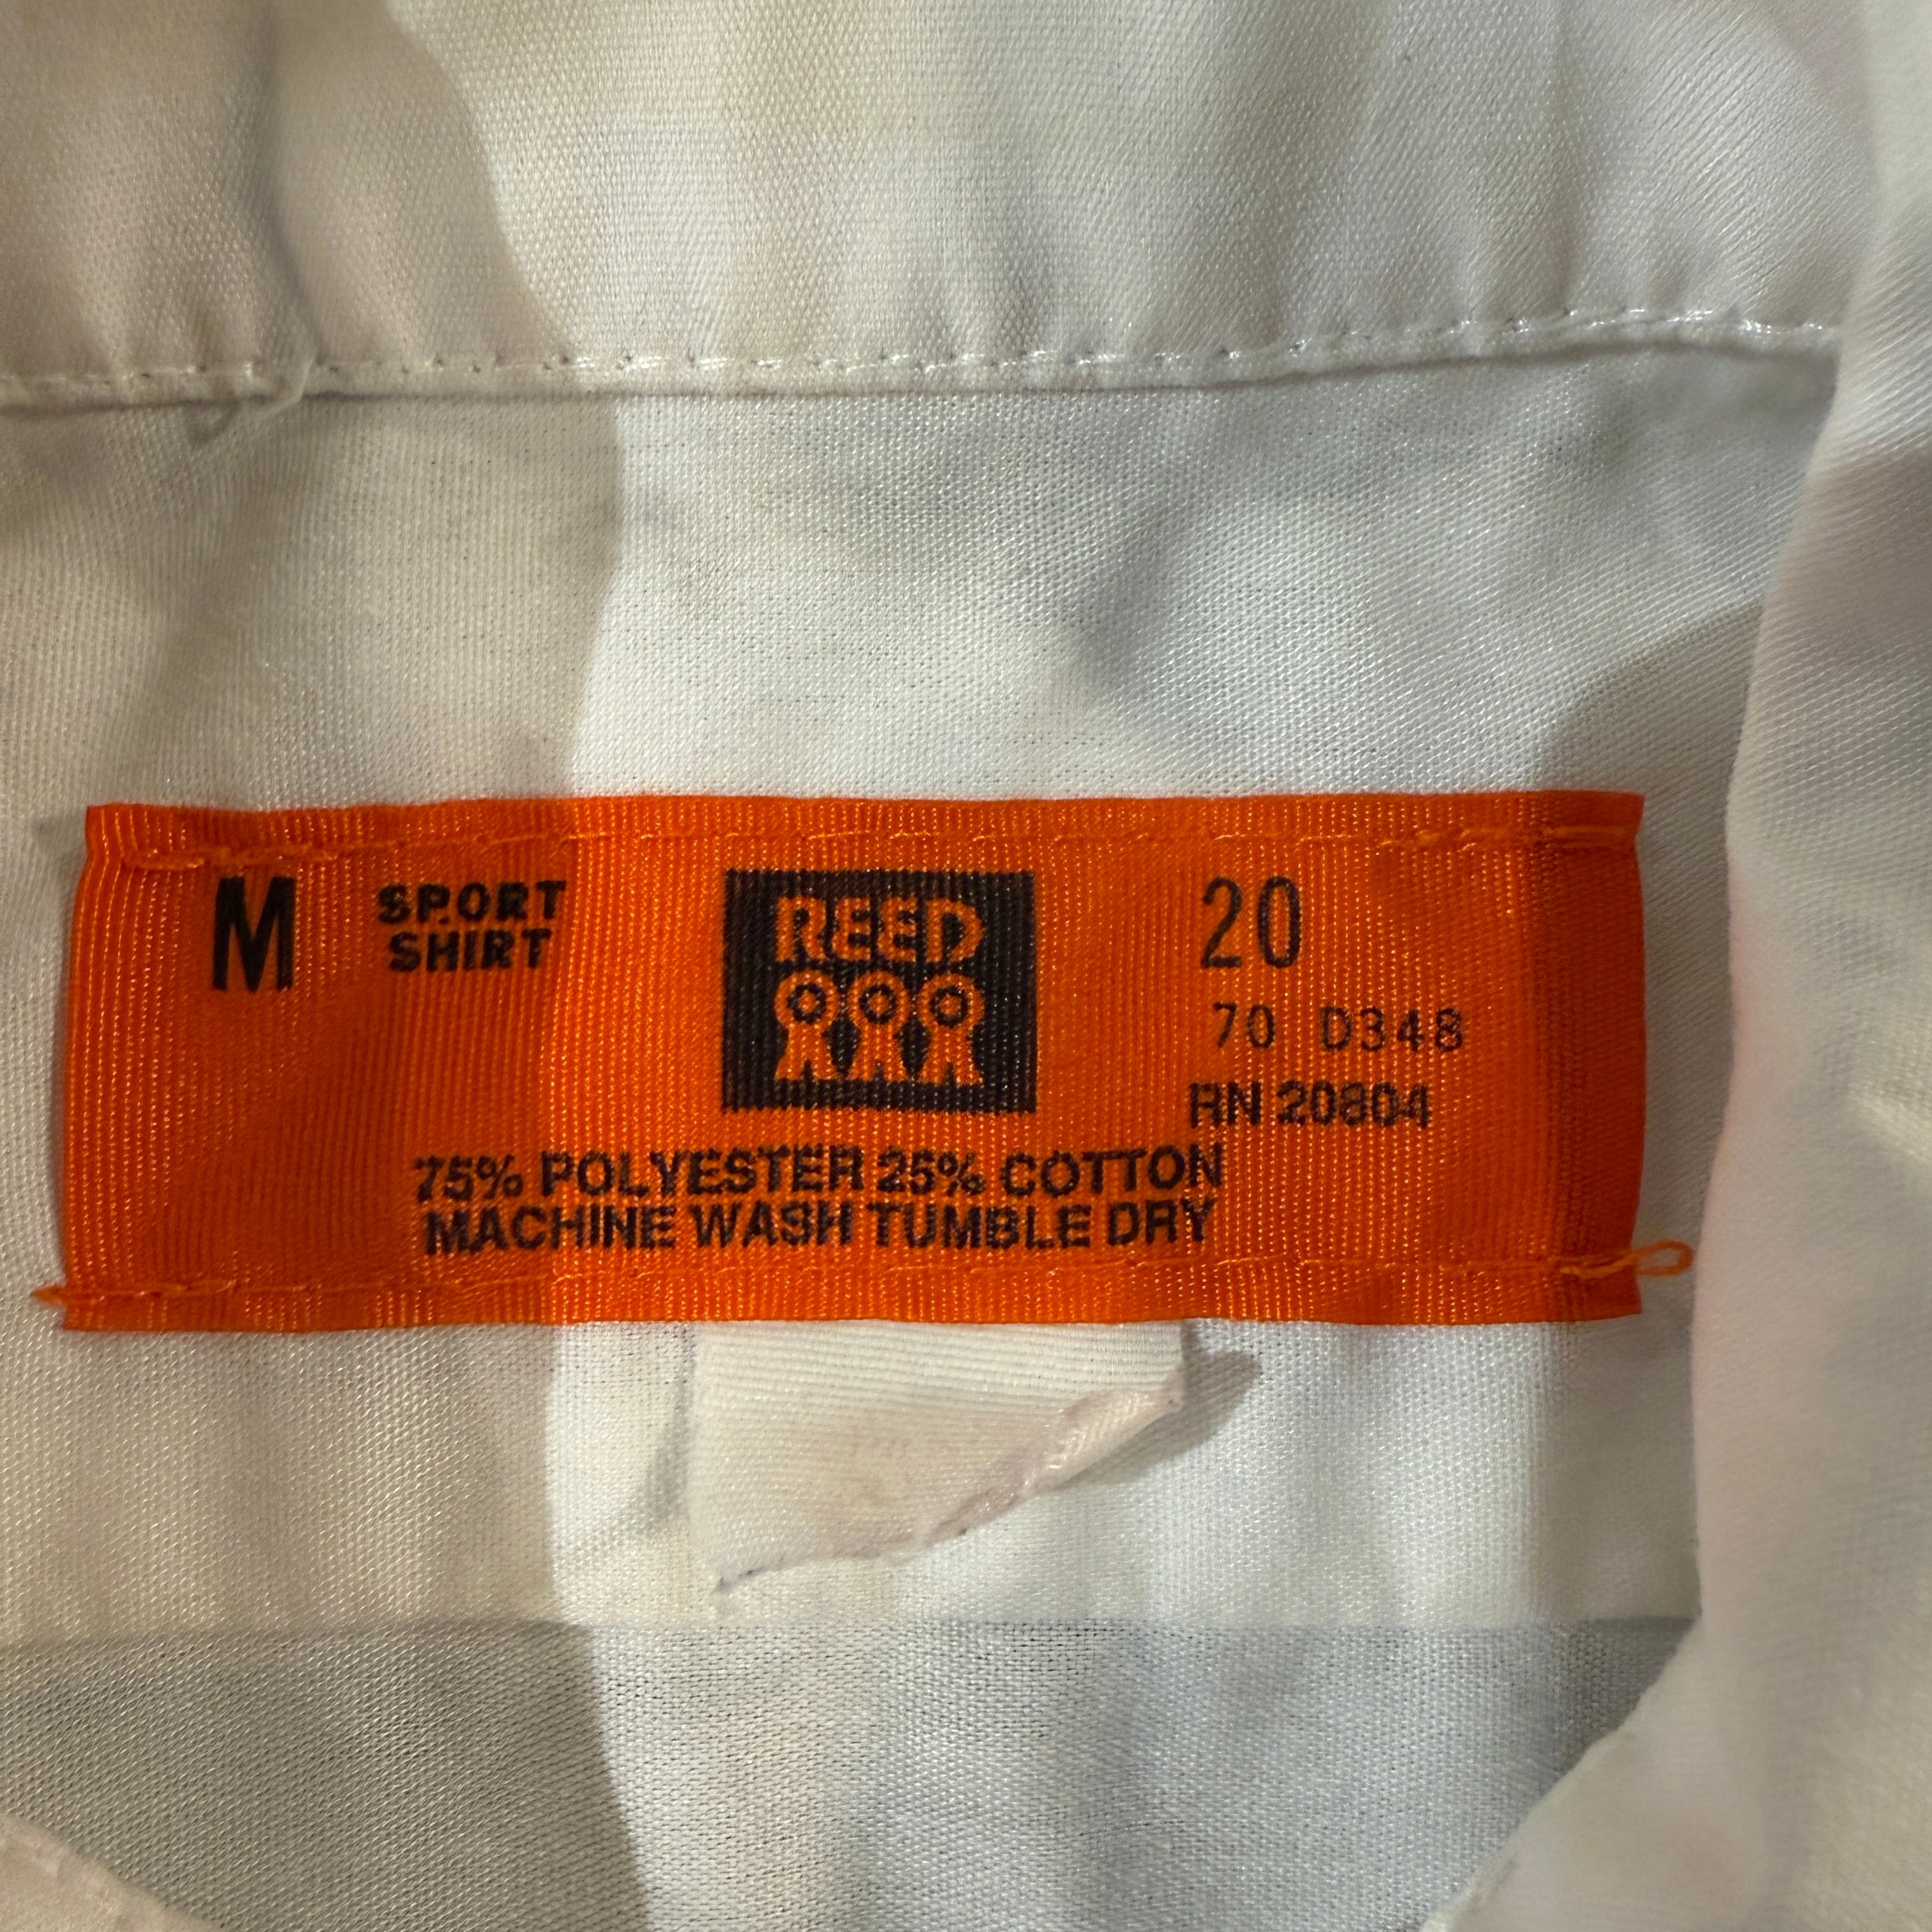 M SPORT SHIRT
REED
20
70 D348
RN 20804
75% POLYESTER 25% COTTON
MACHINE WASH TUMBLE DRY